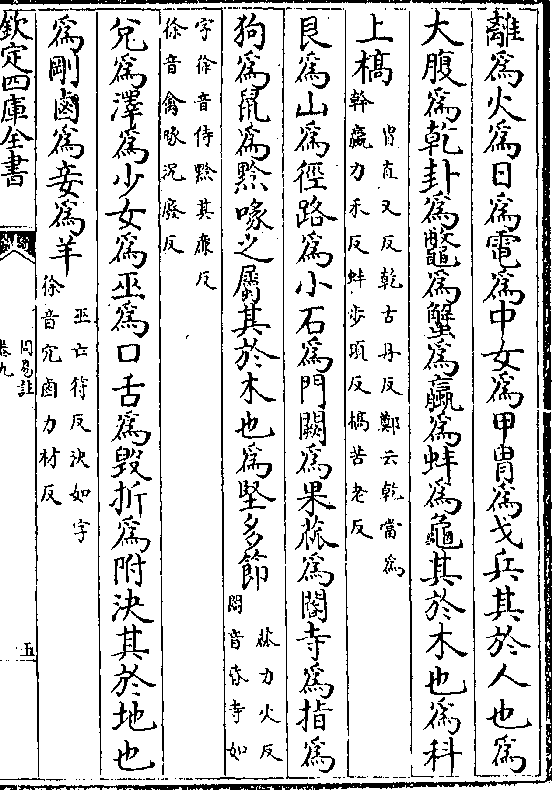 離為火為日為電為中女為甲胄為戈兵其於人也為
大腹為乾卦為鼈為蟹為蠃為蚌為龜其於木也為科
上槁
胄直又反乾古丹反鄭云乾當為
幹蠃力禾反蚌步項反槁苦老反
艮為山為徑路為小石為門闕為果蓏為閽寺為指為
狗為鼠為黔喙之屬其於木也為堅多節
蓏力火反
閽音昏寺如
字徐音侍黔其廉反
徐音禽喙況廢反
兌為澤為少女為巫為口舌為毀折為附決其於地也
為剛鹵為妾為羊
巫亡符反決如字
徐音穴鹵力材反
欽定四庫全書
周易註
卷九
五